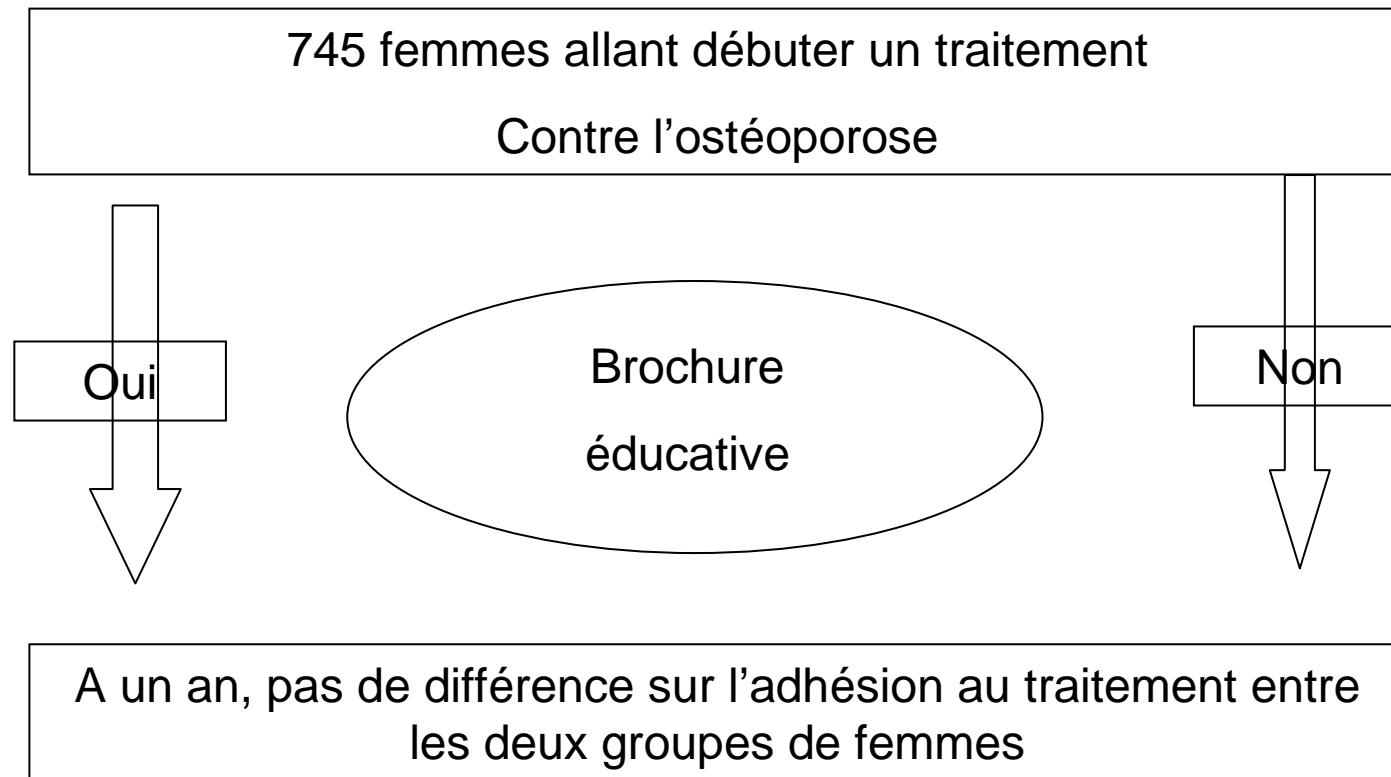 745 femmes allant débuter un traitement
Contre l’ostéoporose
Oui
Brochure
éducative
Non
A un an, pas de différence sur l’adhésion au traitement entre
les deux groupes de femmes